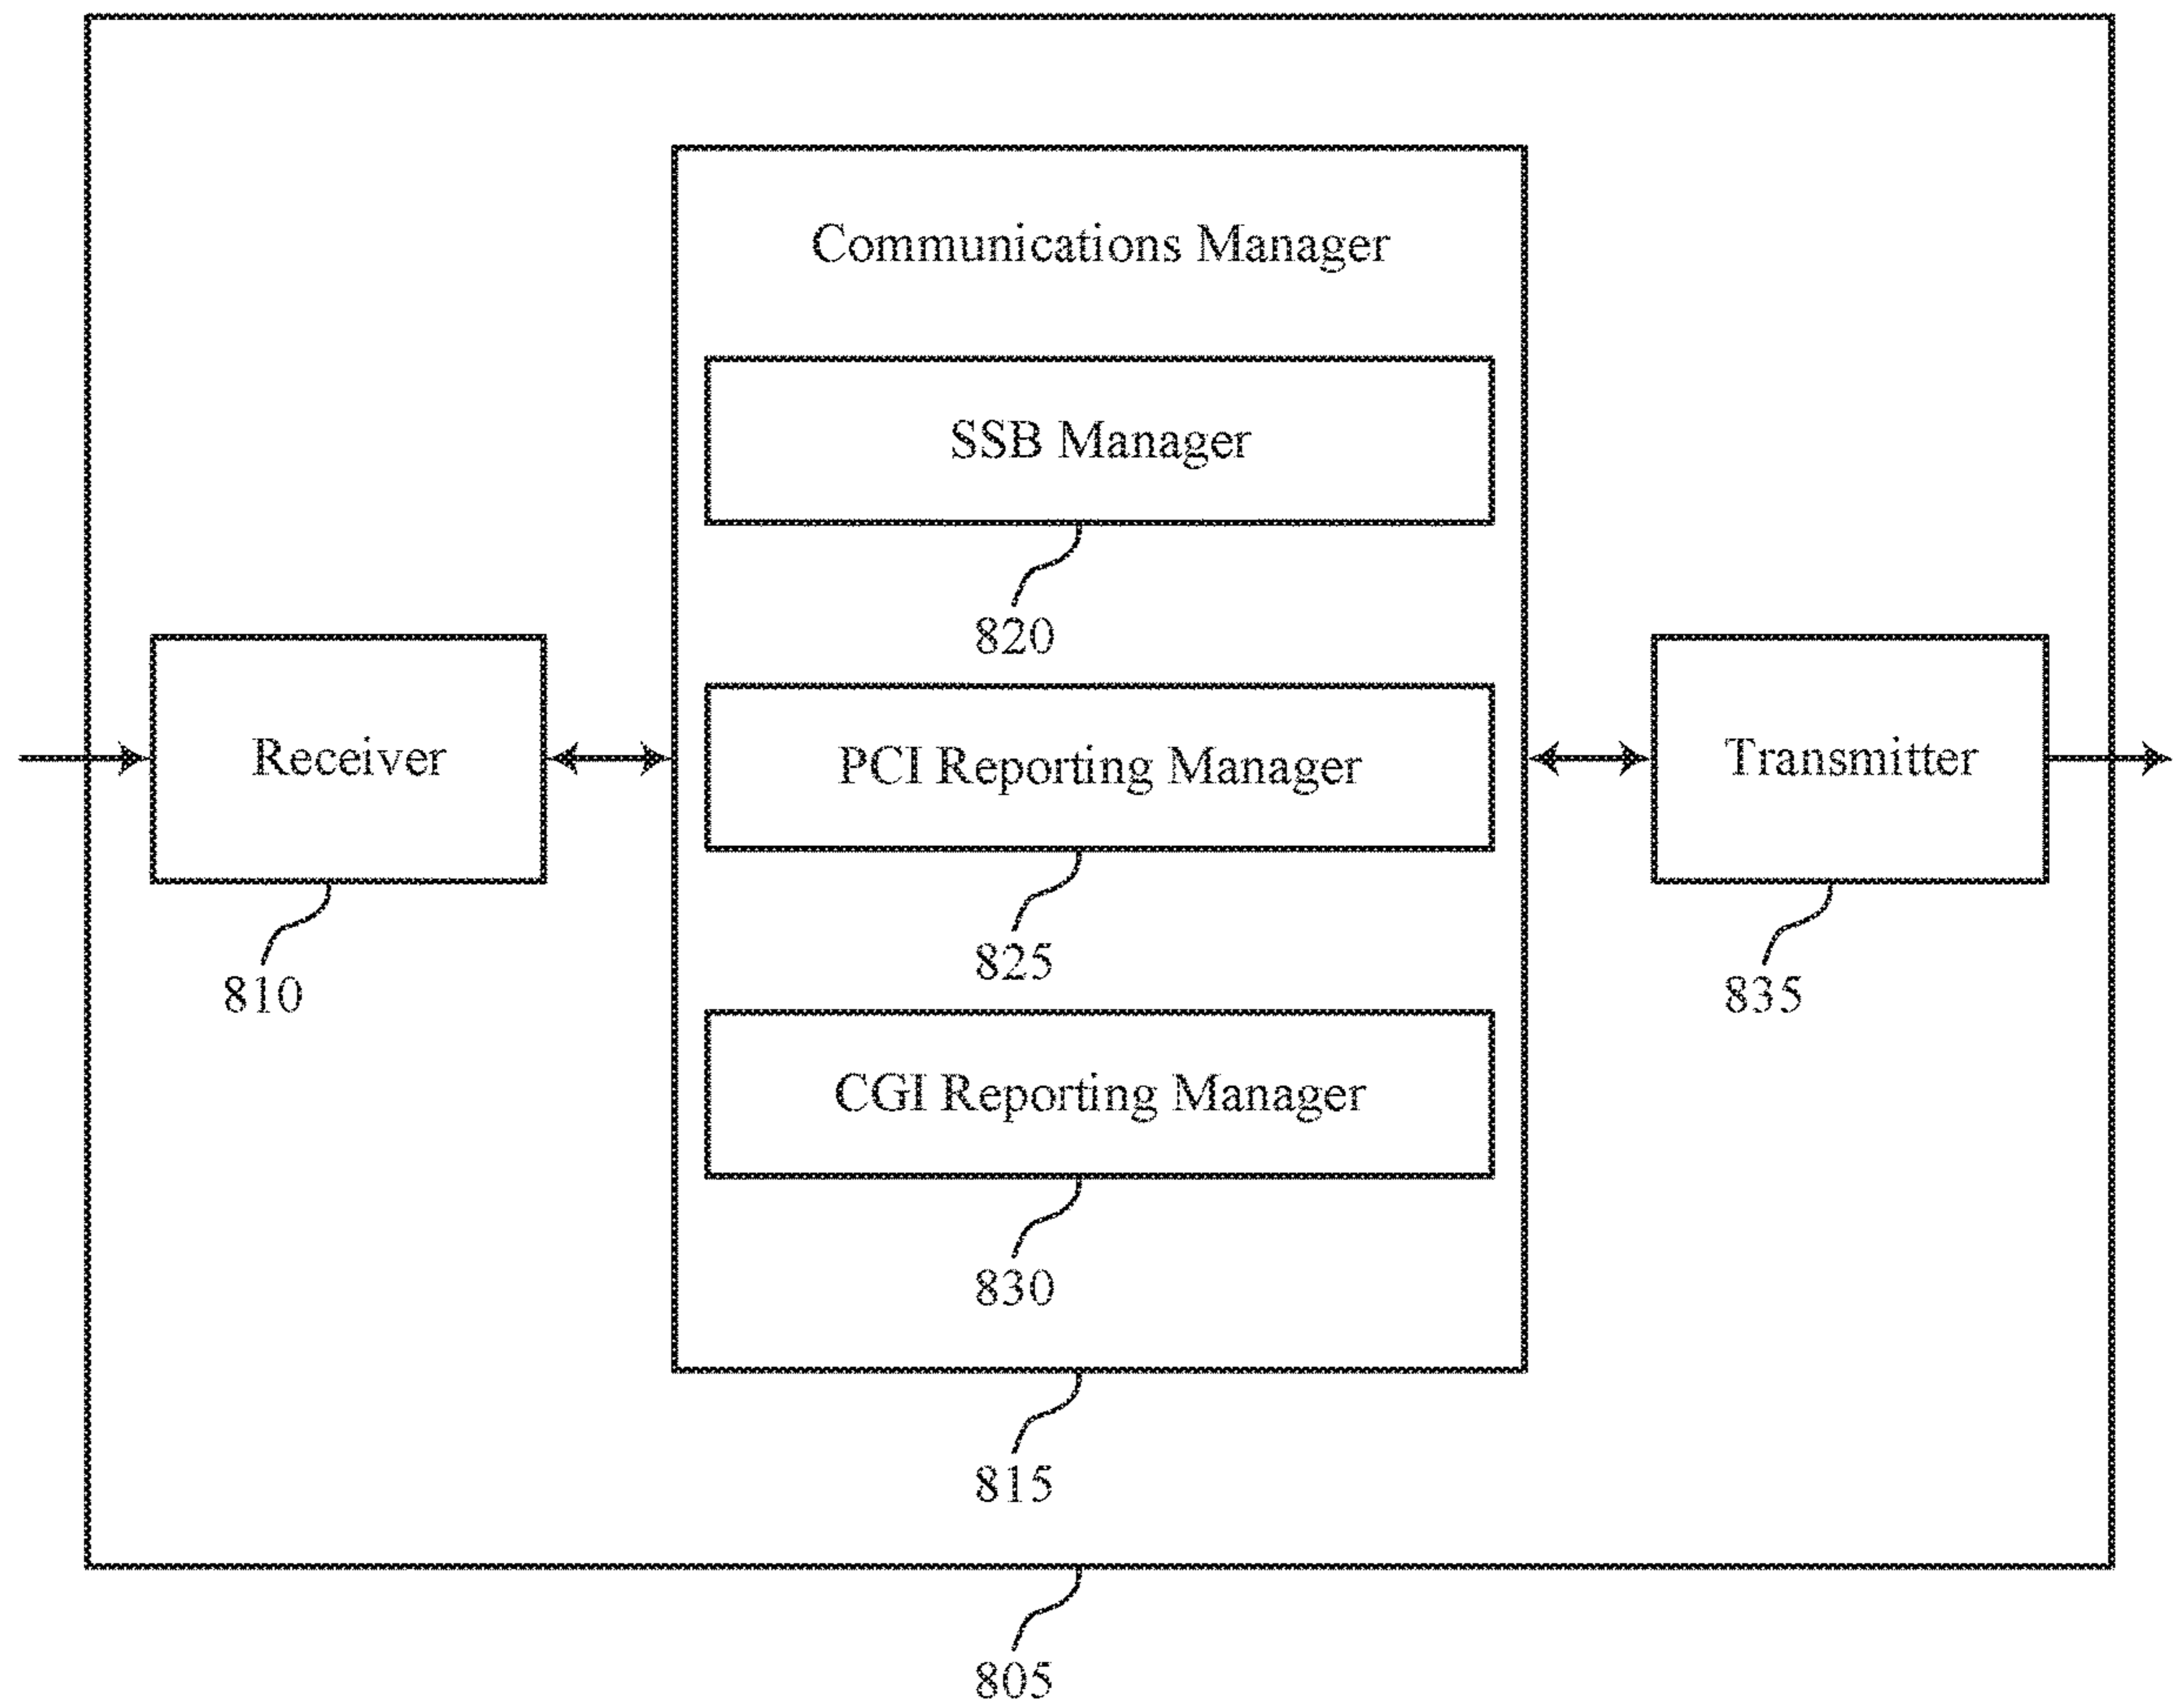 Communications Manager
SSB Manager
820
Receiver
PCI Reporting Manager
Transmitter
825
810
835
CGI Reporting Manager
830
815
805